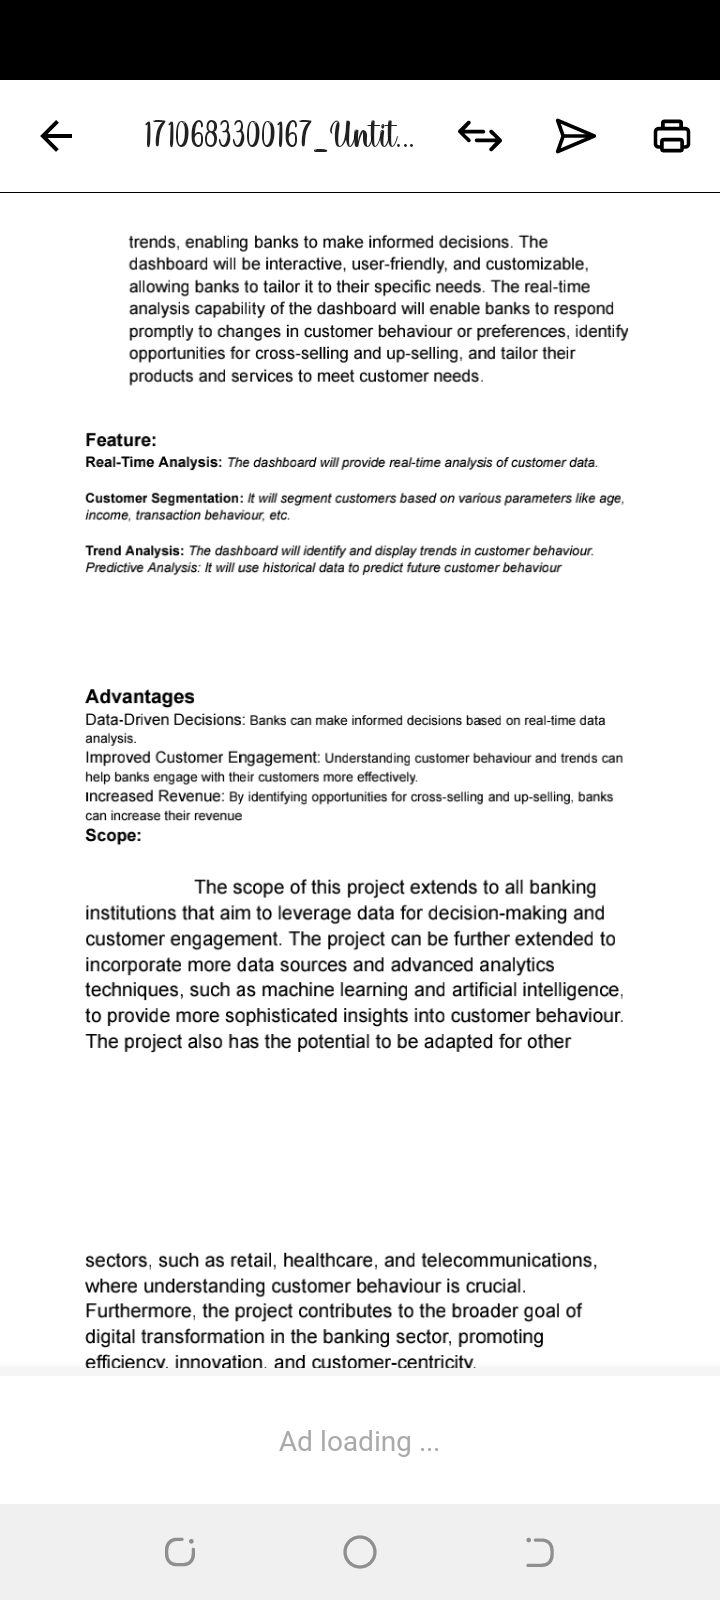 1710683300167_Untit...
trends, enabling banks to make informed decisions. The
dashboard will be interactive, user-friendly, and customizable,
allowing banks to tailor it to their specific needs. The real-time
analysis capability of the dashboard will enable banks to respond
promptly to changes in customer behaviour or preferences, identify
opportunities for cross-selling and up-selling, and tailor their
products and services to meet customer needs.
Feature:
Real-Time Analysis: The dashboard will provide real-time analysis of customer data.
Customer Segmentation: It will segment customers based on various parameters like age,
income, transaction behaviour, etc.
Trend Analysis: The dashboard will identify and display trends in customer behaviour.
Predictive Analysis: It will use historical data to predict future customer behaviour
Advantages
Data-Driven Decisions: Banks can make informed decisions based on real-time data
analysis.
Improved Customer Engagement: Understanding customer behaviour and trends can
help banks engage with their customers more effectively.
Increased Revenue: By identifying opportunities for cross-selling and up-selling, banks
can increase their revenue
Scope:
The scope of this project extends to all banking
institutions that aim to leverage data for decision-making and
customer engagement. The project can be further extended to
incorporate more data sources and advanced analytics
techniques, such as machine learning and artificial intelligence,
to provide more sophisticated insights into customer behaviour.
The project also has the potential to be adapted for other
sectors, such as retail, healthcare, and telecommunications,
where understanding customer behaviour is crucial.
Furthermore, the project contributes to the broader goal of
digital transformation in the banking sector, promoting
efficiency, innovation, and customer-centricity.
Ad loading ...